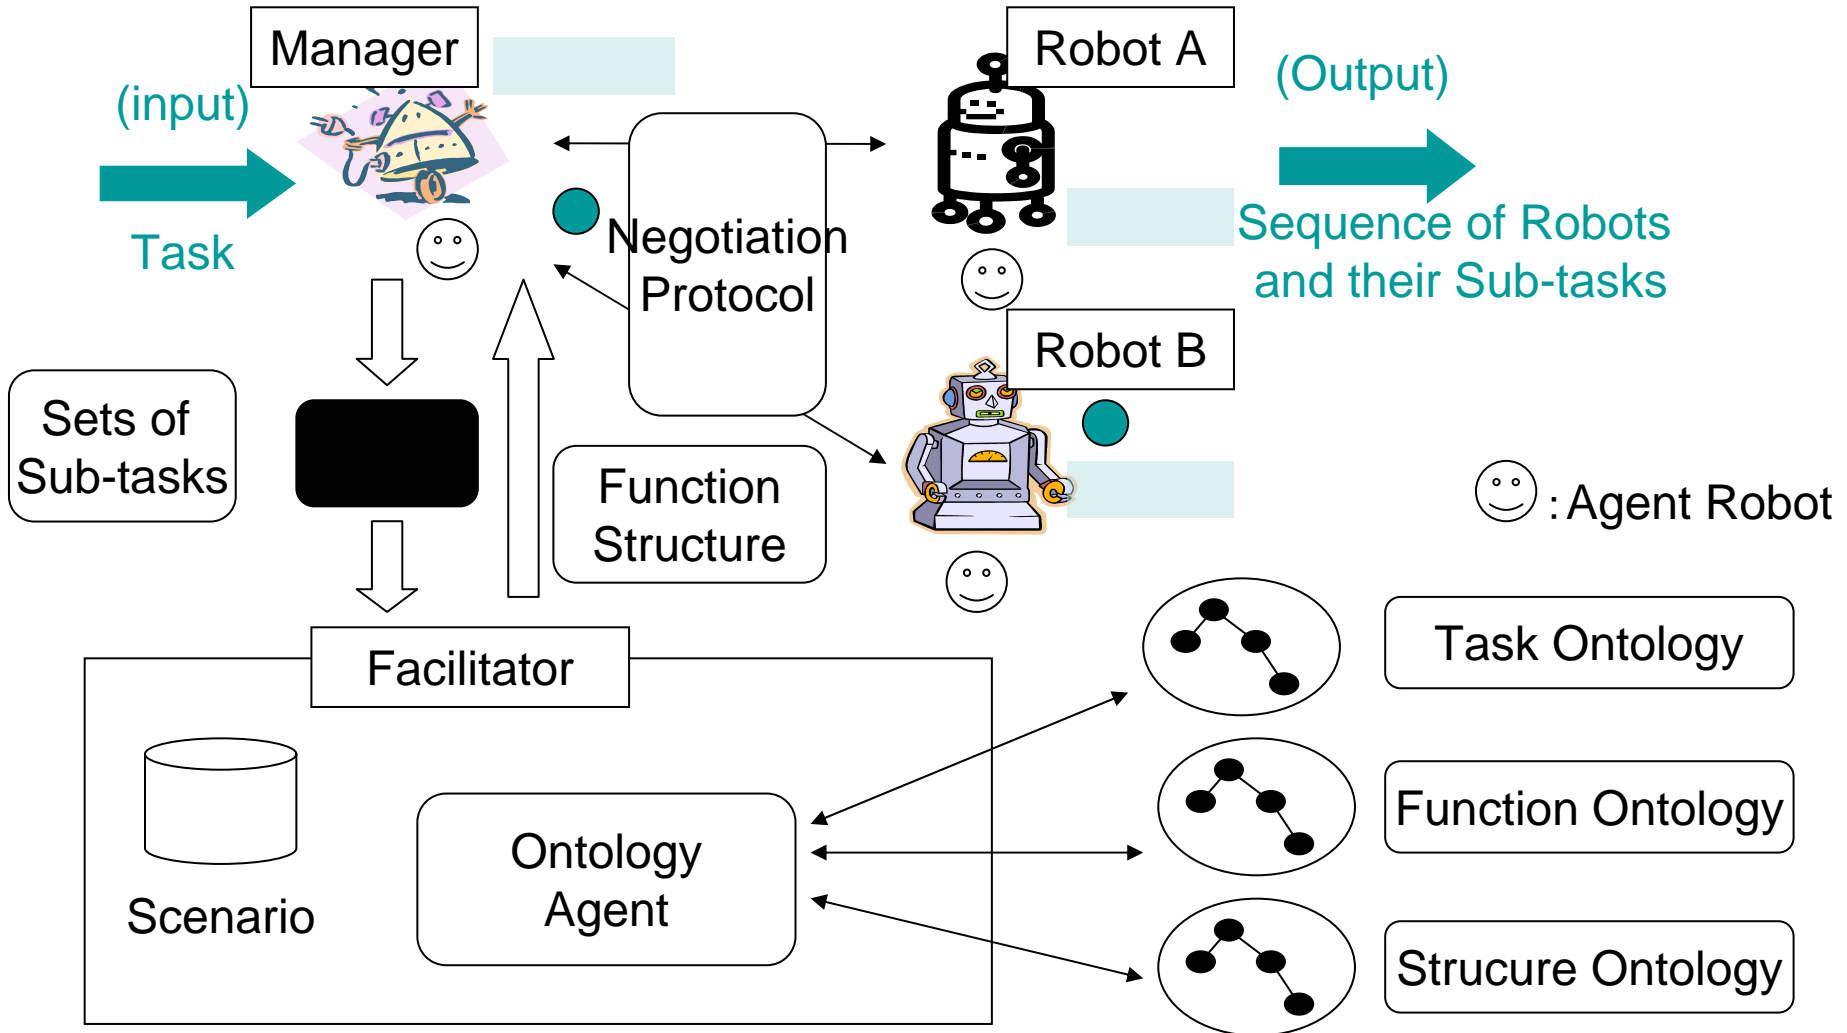 Manager
Robot A
(input)
(Output)
Task
Negotiation
Protocol
Sequence of Robots
and their Sub-tasks
Robot B
Sets of
Sub-tasks
Function
Structure
: Agent Robot
Facilitator
Task Ontology
Function Ontology
Ontology
Agent
Scenario
Strucure Ontology